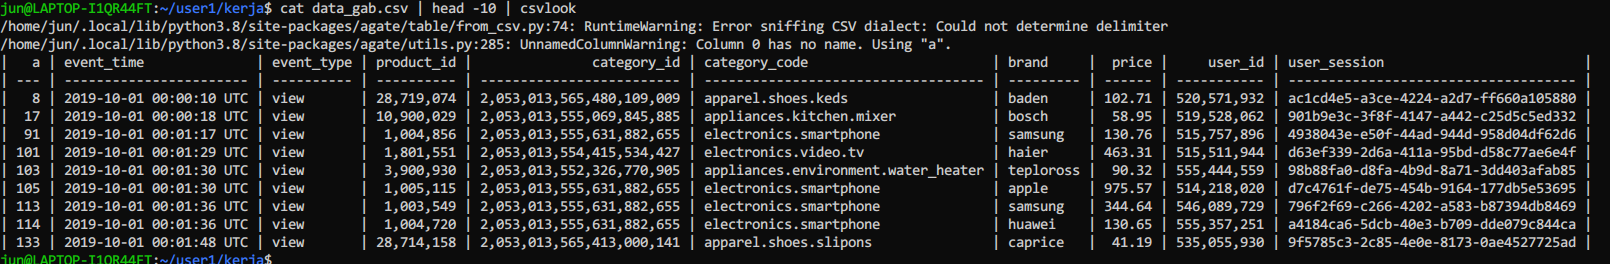 jun@LAPTOP-I1QR44FT:~/user1/kerja$ cat data_gab.csv | head -10 | csvlook
/home/jun/.local/lib/python3.8/site-packages/agate/table/from_csv.py:74: RuntimeWarning: Error sniffing CSV dialect: Could not determine delimiter
/home/jun/.local/lib/python3.8/site-packages/agate/utils.py:285: UnnamedColumnWarning: Column 0 has no name. Using "a".
|   a | event_time              | event_type | product_id |               category_id | category_code                    | brand     |  price |     user_id | user_session                         |
| --- | ----------------------- | ---------- | ---------- | ------------------------- | -------------------------------- | --------- | ------ | ----------- | ------------------------------------ |
|   8 | 2019-10-01 00:00:10 UTC | view       | 28,719,074 | 2,053,013,565,480,109,009 | apparel.shoes.keds               | baden     | 102.71 | 520,571,932 | ac1cd4e5-a3ce-4224-a2d7-ff660a105880 |
|  17 | 2019-10-01 00:00:18 UTC | view       | 10,900,029 | 2,053,013,555,069,845,885 | appliances.kitchen.mixer         | bosch     |  58.95 | 519,528,062 | 901b9e3c-3f8f-4147-a442-c25d5c5ed332 |
|  91 | 2019-10-01 00:01:17 UTC | view       |  1,004,856 | 2,053,013,555,631,882,655 | electronics.smartphone           | samsung   | 130.76 | 515,757,896 | 4938043e-e50f-44ad-944d-958d04df62d6 |
| 101 | 2019-10-01 00:01:29 UTC | view       |  1,801,551 | 2,053,013,554,415,534,427 | electronics.video.tv             | haier     | 463.31 | 515,511,944 | d63ef339-2d6a-411a-95bd-d58c77ae6e4f |
| 103 | 2019-10-01 00:01:30 UTC | view       |  3,900,930 | 2,053,013,552,326,770,905 | appliances.environment.water_heater | teploross |  90.32 | 555,444,559 | 98b88fa0-d8fa-4b9d-8a71-3dd403afab85 |
| 105 | 2019-10-01 00:01:30 UTC | view       |  1,005,115 | 2,053,013,555,631,882,655 | electronics.smartphone           | apple     | 975.57 | 514,218,020 | d7c4761f-de75-454b-9164-177db5e53695 |
| 113 | 2019-10-01 00:01:36 UTC | view       |  1,003,549 | 2,053,013,555,631,882,655 | electronics.smartphone           | samsung   | 344.64 | 546,089,729 | 796f2f69-c266-4202-a583-b87394db8469 |
| 114 | 2019-10-01 00:01:36 UTC | view       |  1,004,720 | 2,053,013,555,631,882,655 | electronics.smartphone           | huawei    | 130.65 | 555,357,251 | a4184ca6-5dcb-40e3-b709-dde079c844ca |
| 133 | 2019-10-01 00:01:48 UTC | view       | 28,714,158 | 2,053,013,565,413,000,141 | apparel.shoes.slipons            | caprice   |  41.19 | 535,055,930 | 9f5785c3-2c85-4e0e-8173-0ae4527725ad |
jun@LAPTOP-I1QR44FT:~/user1/kerja$